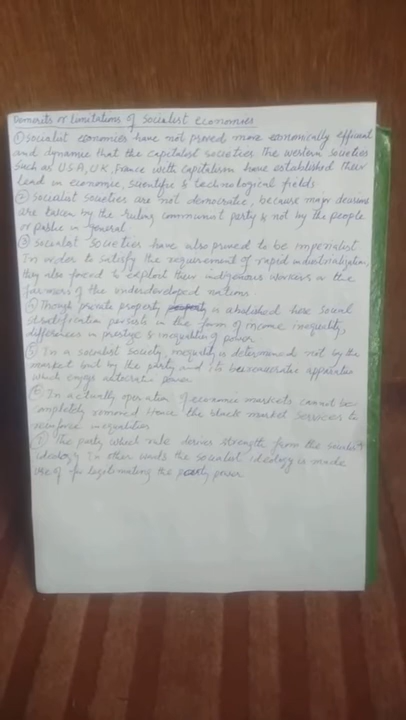 Demerits or limitations of Socialist economies
① Socialist economies have not proved more economically efficient
and dynamic that the capitalist societies the western societies
such as USA, UK, France with capitalism have established their
lead in economic, scientific & technological fields
② Socialist societies are not democratic, because major decisions
are taken by the ruling communist party & not by the people
or public in general
③ Socialist societies have also proved to be imperialist
In order to satisfy the requirement of rapid industrialization,
they also forced & exploit their indigenous workers or the
farmers of the underdeveloped nations.
④ Though private property is abolished here social
stratification persists in the form of income inequality,
differences in prestige & inequalities of power
⑤ In a socialist society, inequality is determined not by the
market but by the party and its bureaucratic apparatus
which enjoys autocratic power
⑥ In actually operation of economic markets cannot be
completely removed Hence the black market services to
reinforce inequalities
⑦ The party which rule derives strength form the socialist
ideology In other words the socialist ideology is made
use of for legitimating the party power